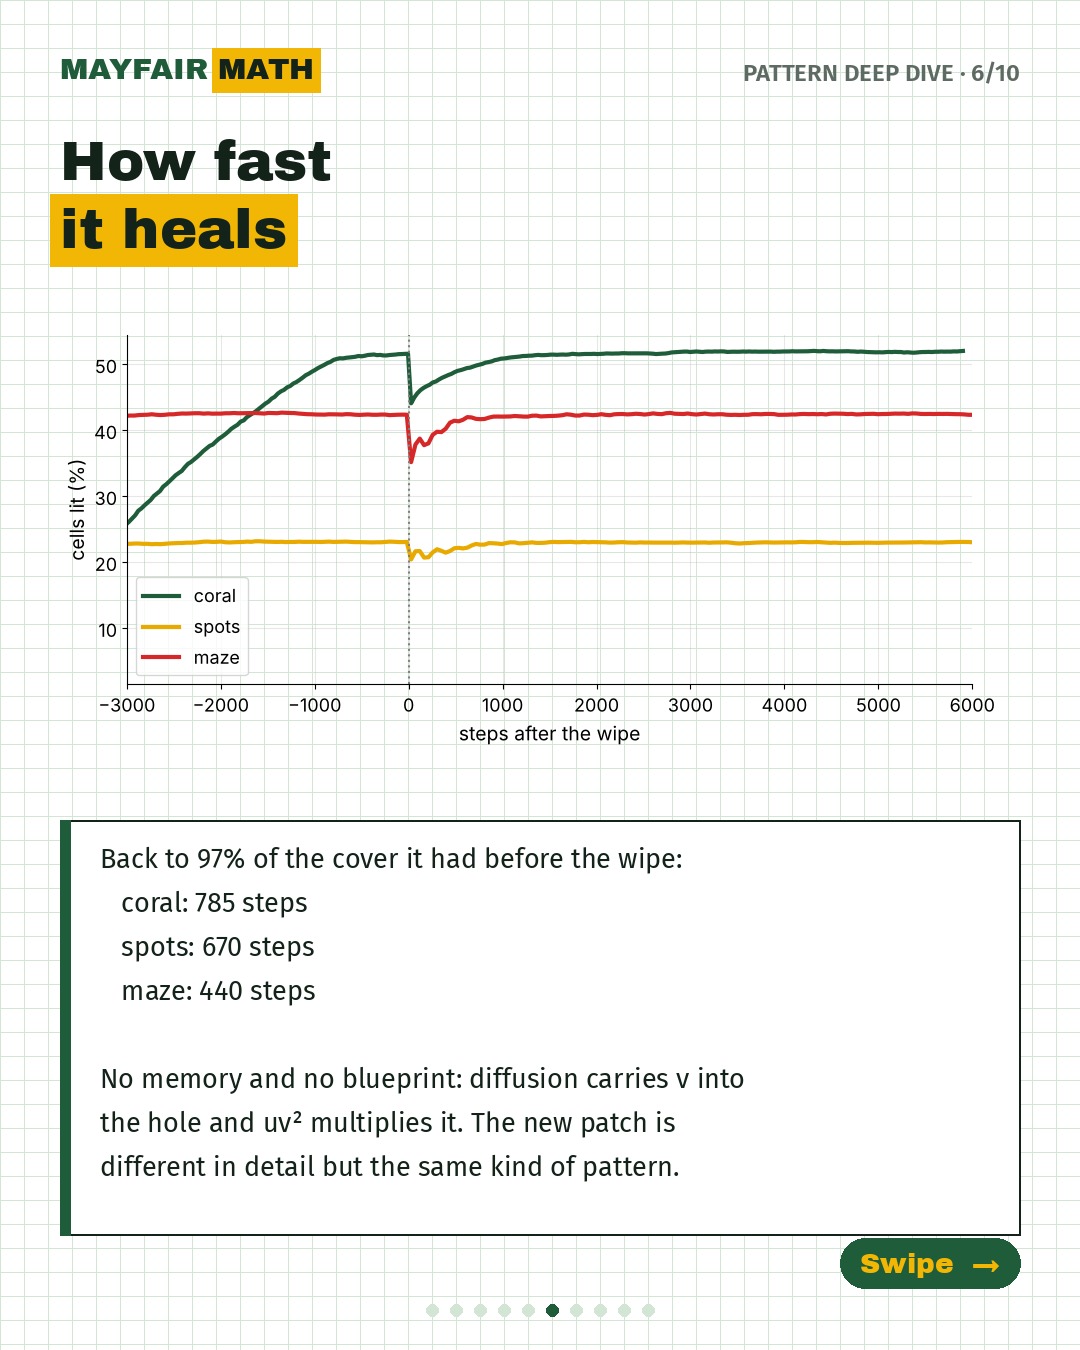 MAYFAIR MATH
PATTERN DEEP DIVE · 6/10
How fast
it heals
50
40
30
20
10
cells lit (%)
coral
spots
maze
−3000 −2000 −1000 0 1000 2000 3000 4000 5000 6000
steps after the wipe
Back to 97% of the cover it had before the wipe:
coral: 785 steps
spots: 670 steps
maze: 440 steps
No memory and no blueprint: diffusion carries v into
the hole and uv² multiplies it. The new patch is
different in detail but the same kind of pattern.
Swipe →